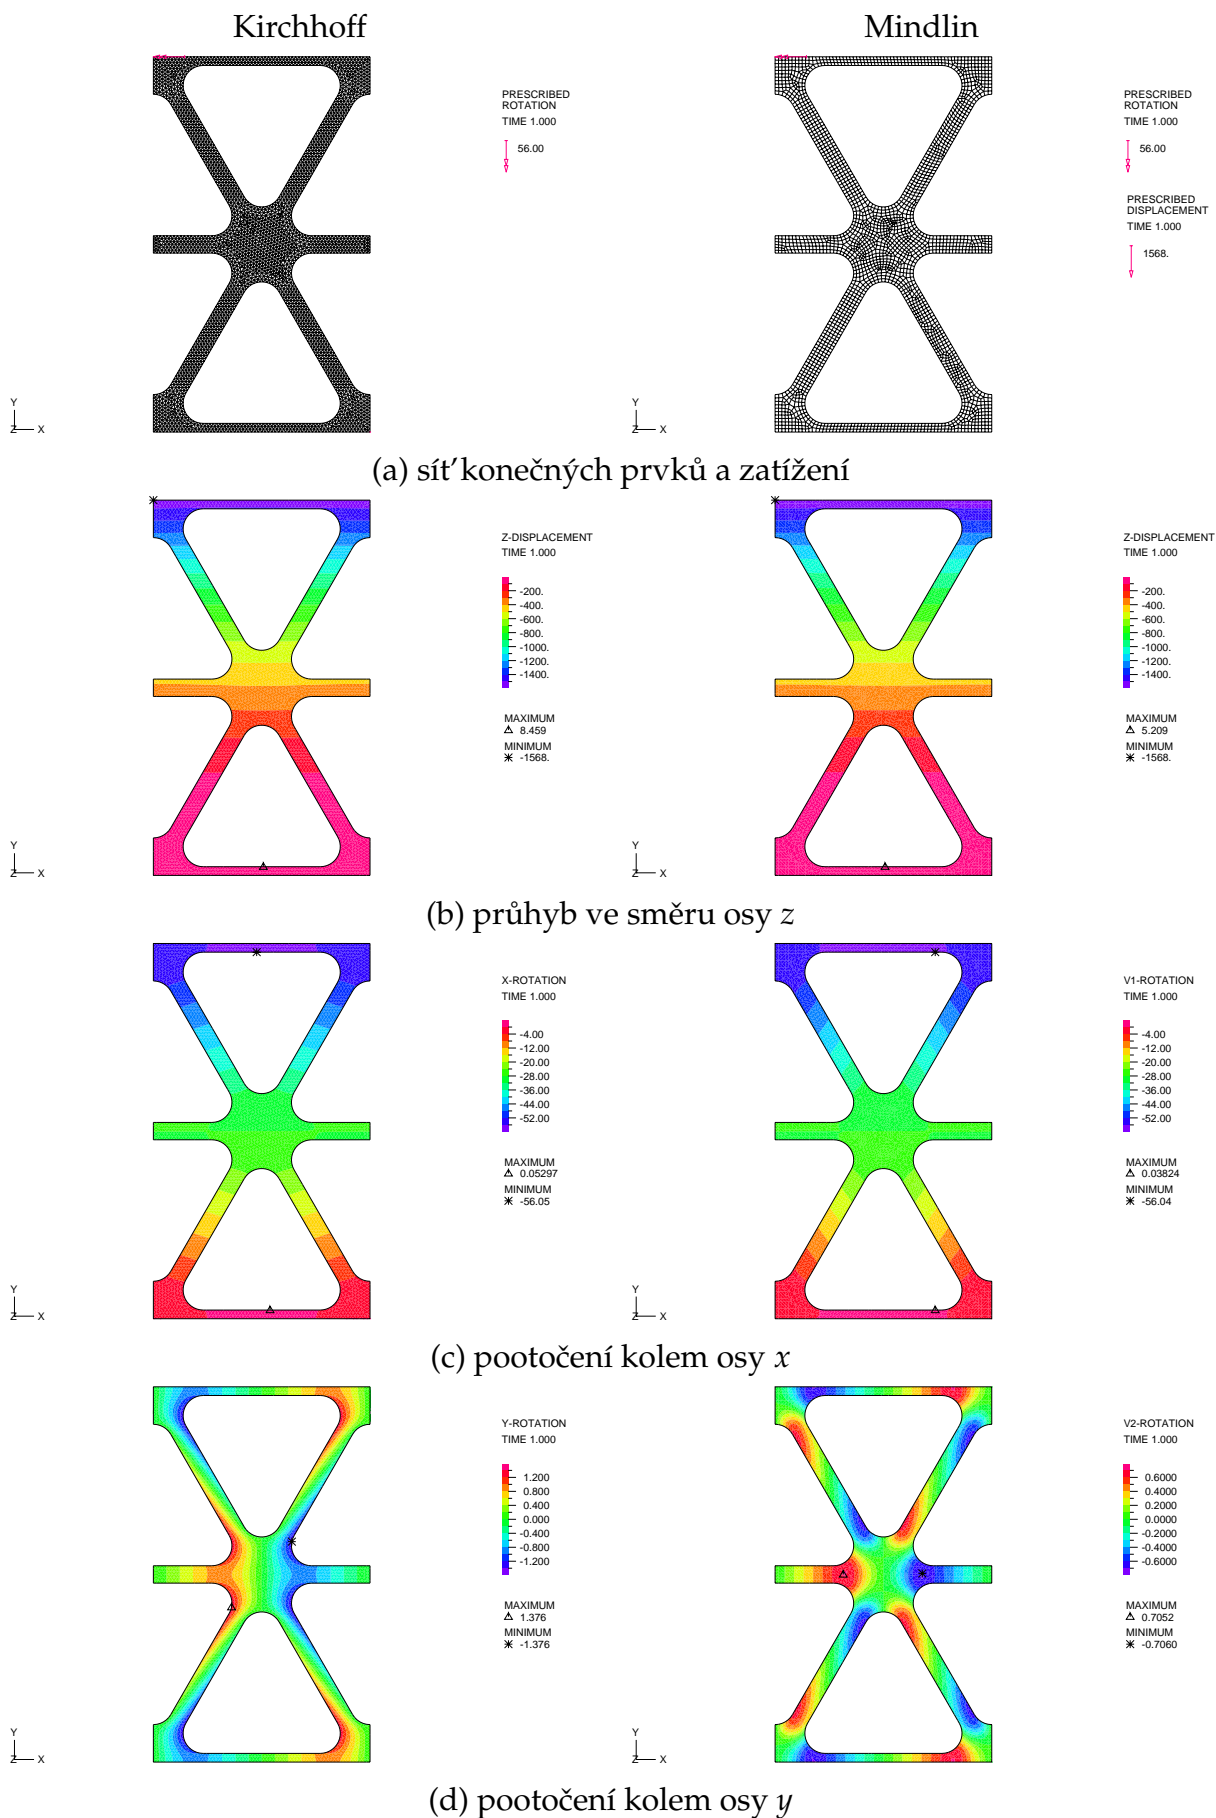 Kirchhoff
Mindlin
PRESCRIBED
ROTATION
TIME 1.000
56.00
PRESCRIBED
ROTATION
TIME 1.000
56.00
PRESCRIBED
DISPLACEMENT
TIME 1.000
1568.
Y
Z X
Y
Z X
(a) síť konečných prvků a zatížení
Z-DISPLACEMENT
TIME 1.000
-200.
-400.
-600.
-800.
-1000.
-1200.
-1400.
MAXIMUM
8.459
MINIMUM
-1568.
Y
Z X
Z-DISPLACEMENT
TIME 1.000
-200.
-400.
-600.
-800.
-1000.
-1200.
-1400.
MAXIMUM
5.209
MINIMUM
-1568.
Y
Z X
(b) průhyb ve směru osy z
X-ROTATION
TIME 1.000
-4.00
-12.00
-20.00
-28.00
-36.00
-44.00
-52.00
MAXIMUM
0.05297
MINIMUM
-56.05
Y
Z X
V1-ROTATION
TIME 1.000
-4.00
-12.00
-20.00
-28.00
-36.00
-44.00
-52.00
MAXIMUM
0.03824
MINIMUM
-56.04
Y
Z X
(c) pootočení kolem osy x
Y-ROTATION
TIME 1.000
1.200
0.800
0.400
0.000
-0.400
-0.800
-1.200
MAXIMUM
1.376
MINIMUM
-1.376
Y
Z X
V2-ROTATION
TIME 1.000
0.6000
0.4000
0.2000
0.0000
-0.2000
-0.4000
-0.6000
MAXIMUM
0.7052
MINIMUM
-0.7060
Y
Z X
(d) pootočení kolem osy y